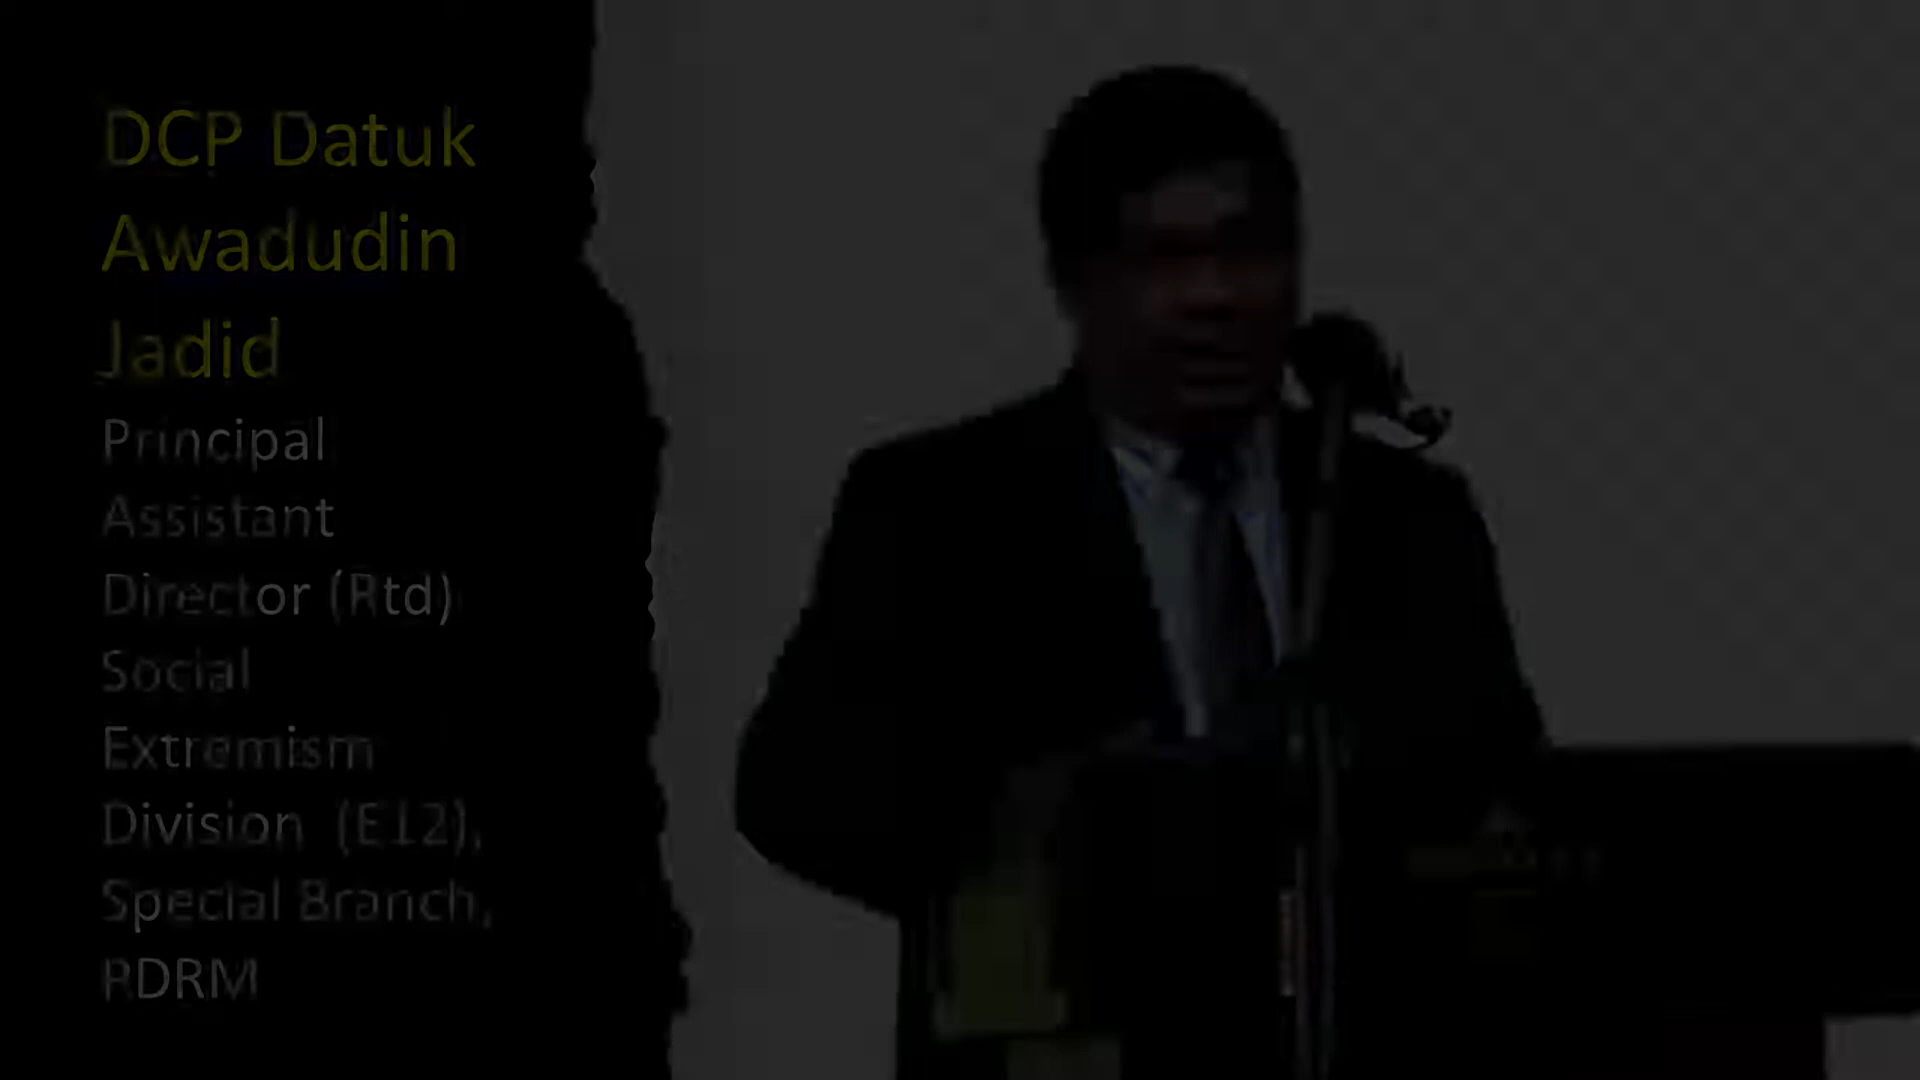 DCP Datuk
Awadudin
Jadid
Principal
Assistant
Director (Rtd)
Social
Extremism
Division (E12),
Special Branch,
PDRM